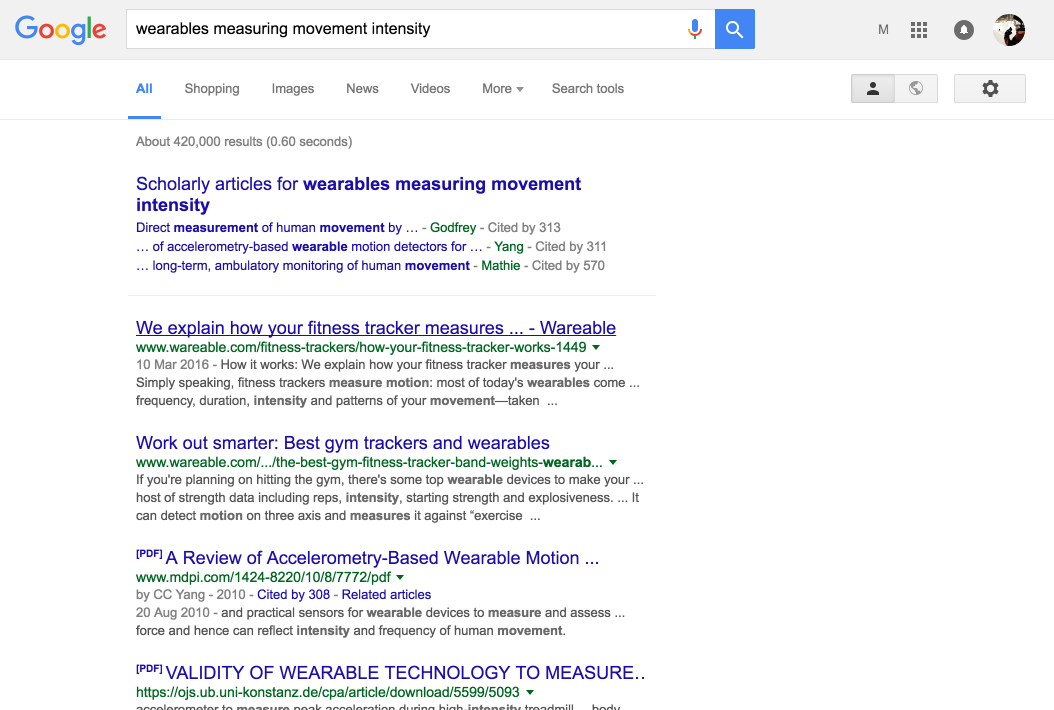 Google
wearables measuring movement intensity
M
All Shopping Images News Videos More Search tools
About 420,000 results (0.60 seconds)
Scholarly articles for wearables measuring movement
intensity
Direct measurement of human movement by … - Godfrey - Cited by 313
… of accelerometry-based wearable motion detectors for … - Yang - Cited by 311
… long-term, ambulatory monitoring of human movement - Mathie - Cited by 570
We explain how your fitness tracker measures ... - Wareable
www.wareable.com/fitness-trackers/how-your-fitness-tracker-works-1449
10 Mar 2016 - How it works: We explain how your fitness tracker measures your ...
Simply speaking, fitness trackers measure motion: most of today's wearables come ...
frequency, duration, intensity and patterns of your movement—taken ...
Work out smarter: Best gym trackers and wearables
www.wareable.com/.../the-best-gym-fitness-tracker-band-weights-wearab...
If you're planning on hitting the gym, there's some top wearable devices to make your ...
host of strength data including reps, intensity, starting strength and explosiveness. ... It
can detect motion on three axis and measures it against “exercise ...
[PDF] A Review of Accelerometry-Based Wearable Motion ...
www.mdpi.com/1424-8220/10/8/7772/pdf
by CC Yang - 2010 - Cited by 308 - Related articles
20 Aug 2010 - and practical sensors for wearable devices to measure and assess ...
force and hence can reflect intensity and frequency of human movement.
[PDF] VALIDITY OF WEARABLE TECHNOLOGY TO MEASURE..
https://ojs.ub.uni-konstanz.de/cpa/article/download/5599/5093
accelerometer to measure peak acceleration during high-intensity treadmill ... body